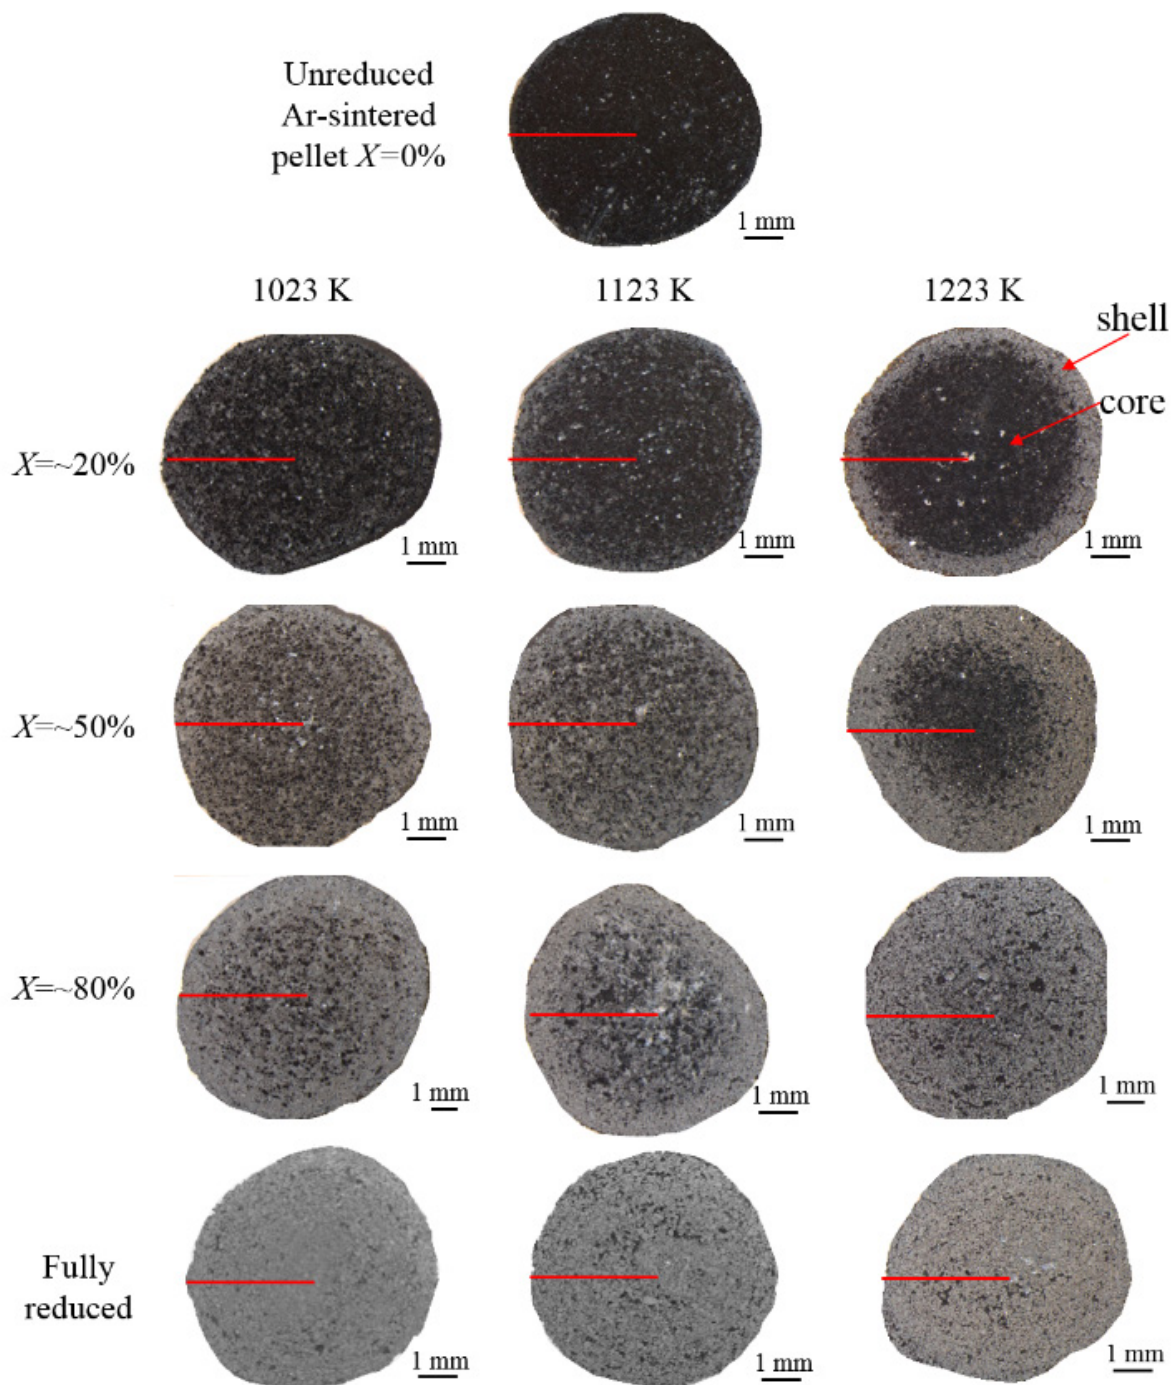 Unreduced
Ar-sintered
pellet X=0%
1 mm
1023 K
1123 K
1223 K
shell
core
X=~20%
1 mm
1 mm
1 mm
X=~50%
1 mm
1 mm
1 mm
X=~80%
1 mm
1 mm
1 mm
Fully
reduced
1 mm
1 mm
1 mm